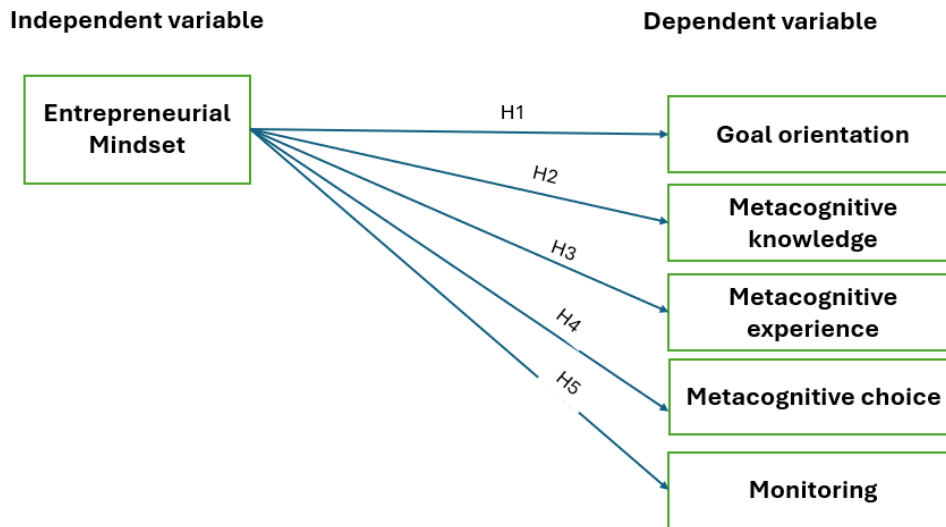 Independent variable
Dependent variable
Entrepreneurial
Mindset
H1
Goal orientation
H2
Metacognitive
knowledge
H3
Metacognitive
experience
H4
Metacognitive choice
H5
Monitoring